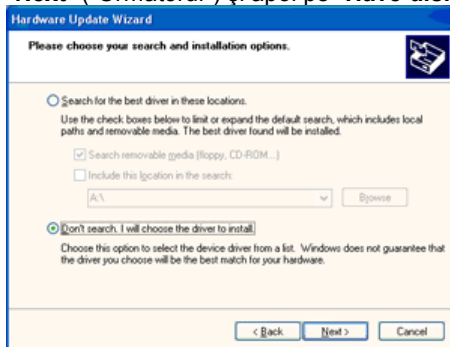 Hardware Update Wizard
Please choose your search and installation options.
Search for the best driver in these locations.
Use the check boxes below to limit or expand the default search, which includes local
paths and removable media. The best driver found will be installed.
Search removable media (floppy, CD-ROM...)
Include this location in the search:
A:\
Browse
Don't search. I will choose the driver to install.
Choose this option to select the device driver from a list. Windows does not guarantee that
the driver you choose will be the best match for your hardware.
< Back Next > Cancel